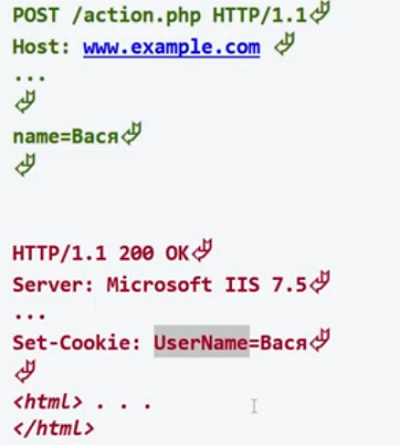 POST /action.php HTTP/1.1↵
Host: www.example.com ↵
...
↵
name=Вася↵
↵
HTTP/1.1 200 OK↵
Server: Microsoft IIS 7.5↵
...
Set-Cookie: UserName=Вася↵
↵
<html> . . .
</html>